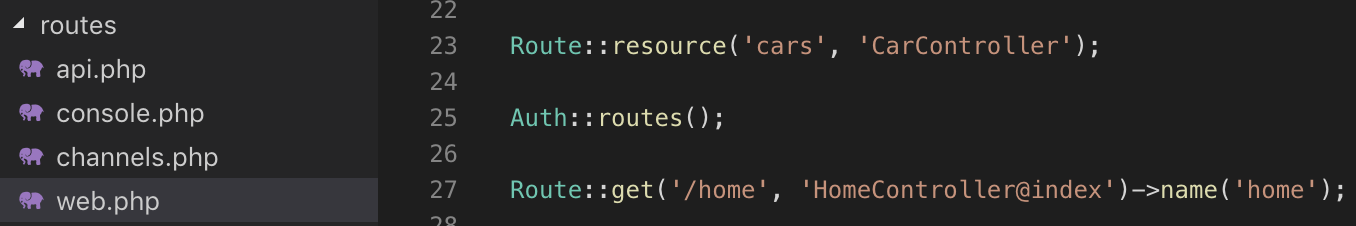 routes
api.php
console.php
channels.php
web.php
22
23 Route::resource('cars', 'CarController');
24
25 Auth::routes();
26
27 Route::get('/home', 'HomeController@index')->name('home');
28